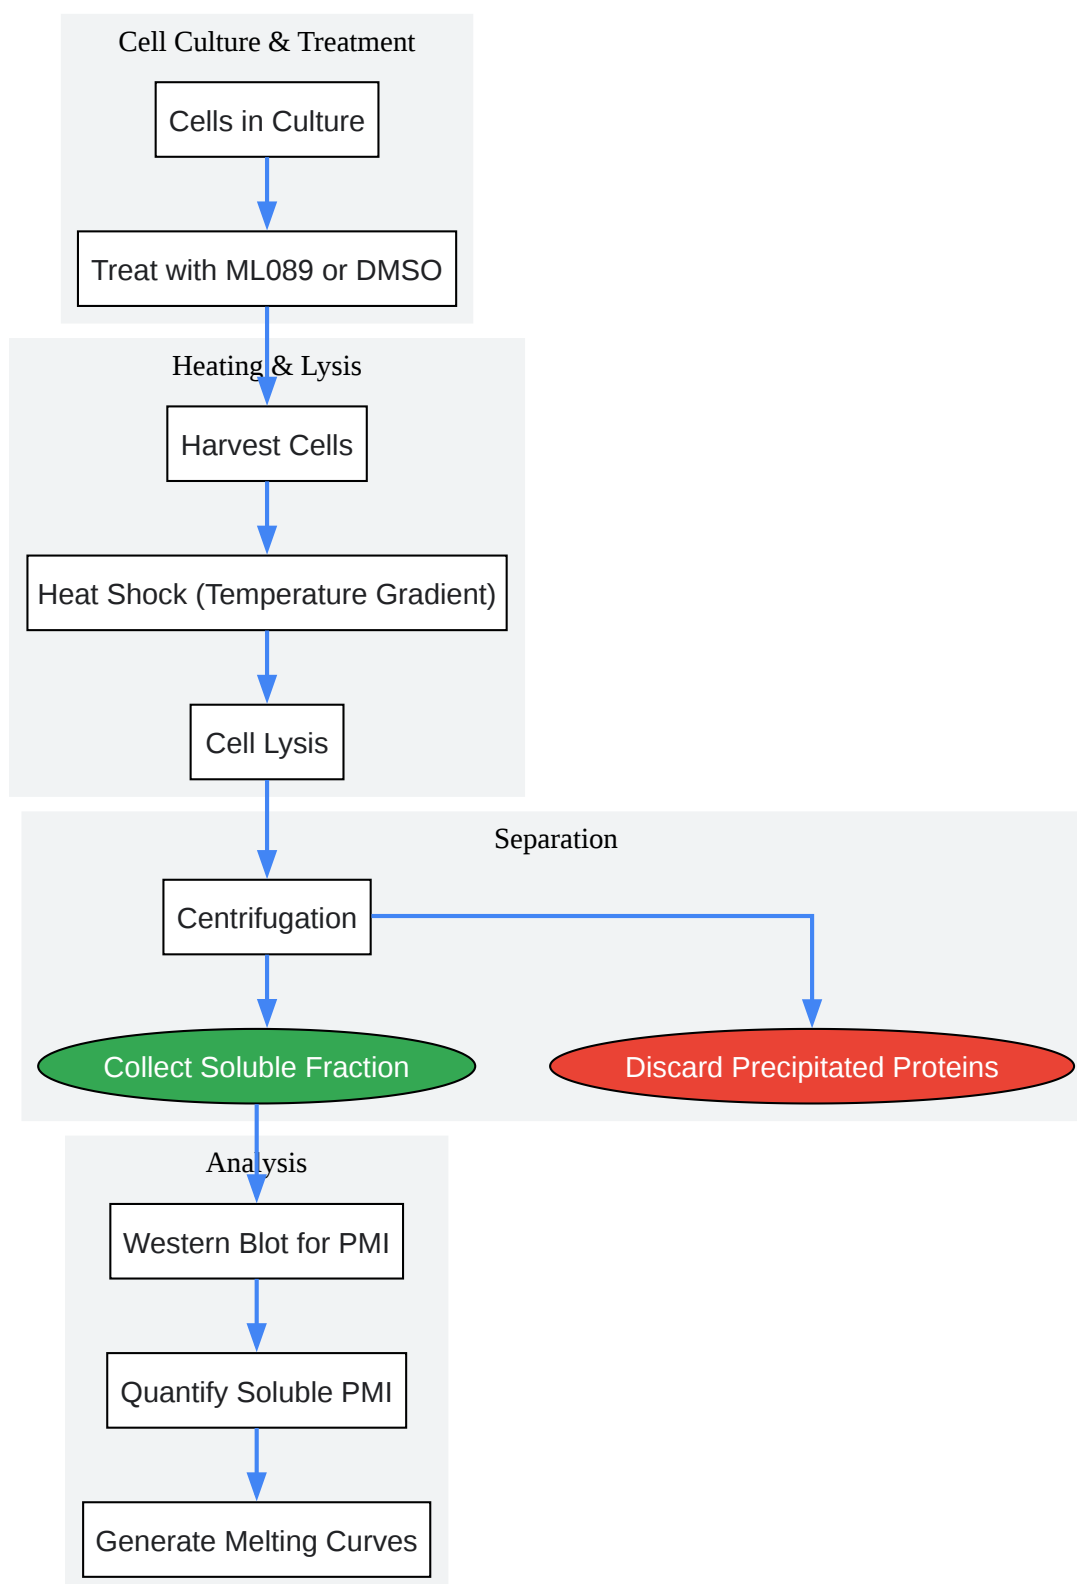 Cell Culture & Treatment
Cells in Culture
Treat with ML089 or DMSO
Heating & Lysis
Harvest Cells
Heat Shock (Temperature Gradient)
Cell Lysis
Separation
Centrifugation
Collect Soluble Fraction
Discard Precipitated Proteins
Analysis
Western Blot for PMI
Quantify Soluble PMI
Generate Melting Curves